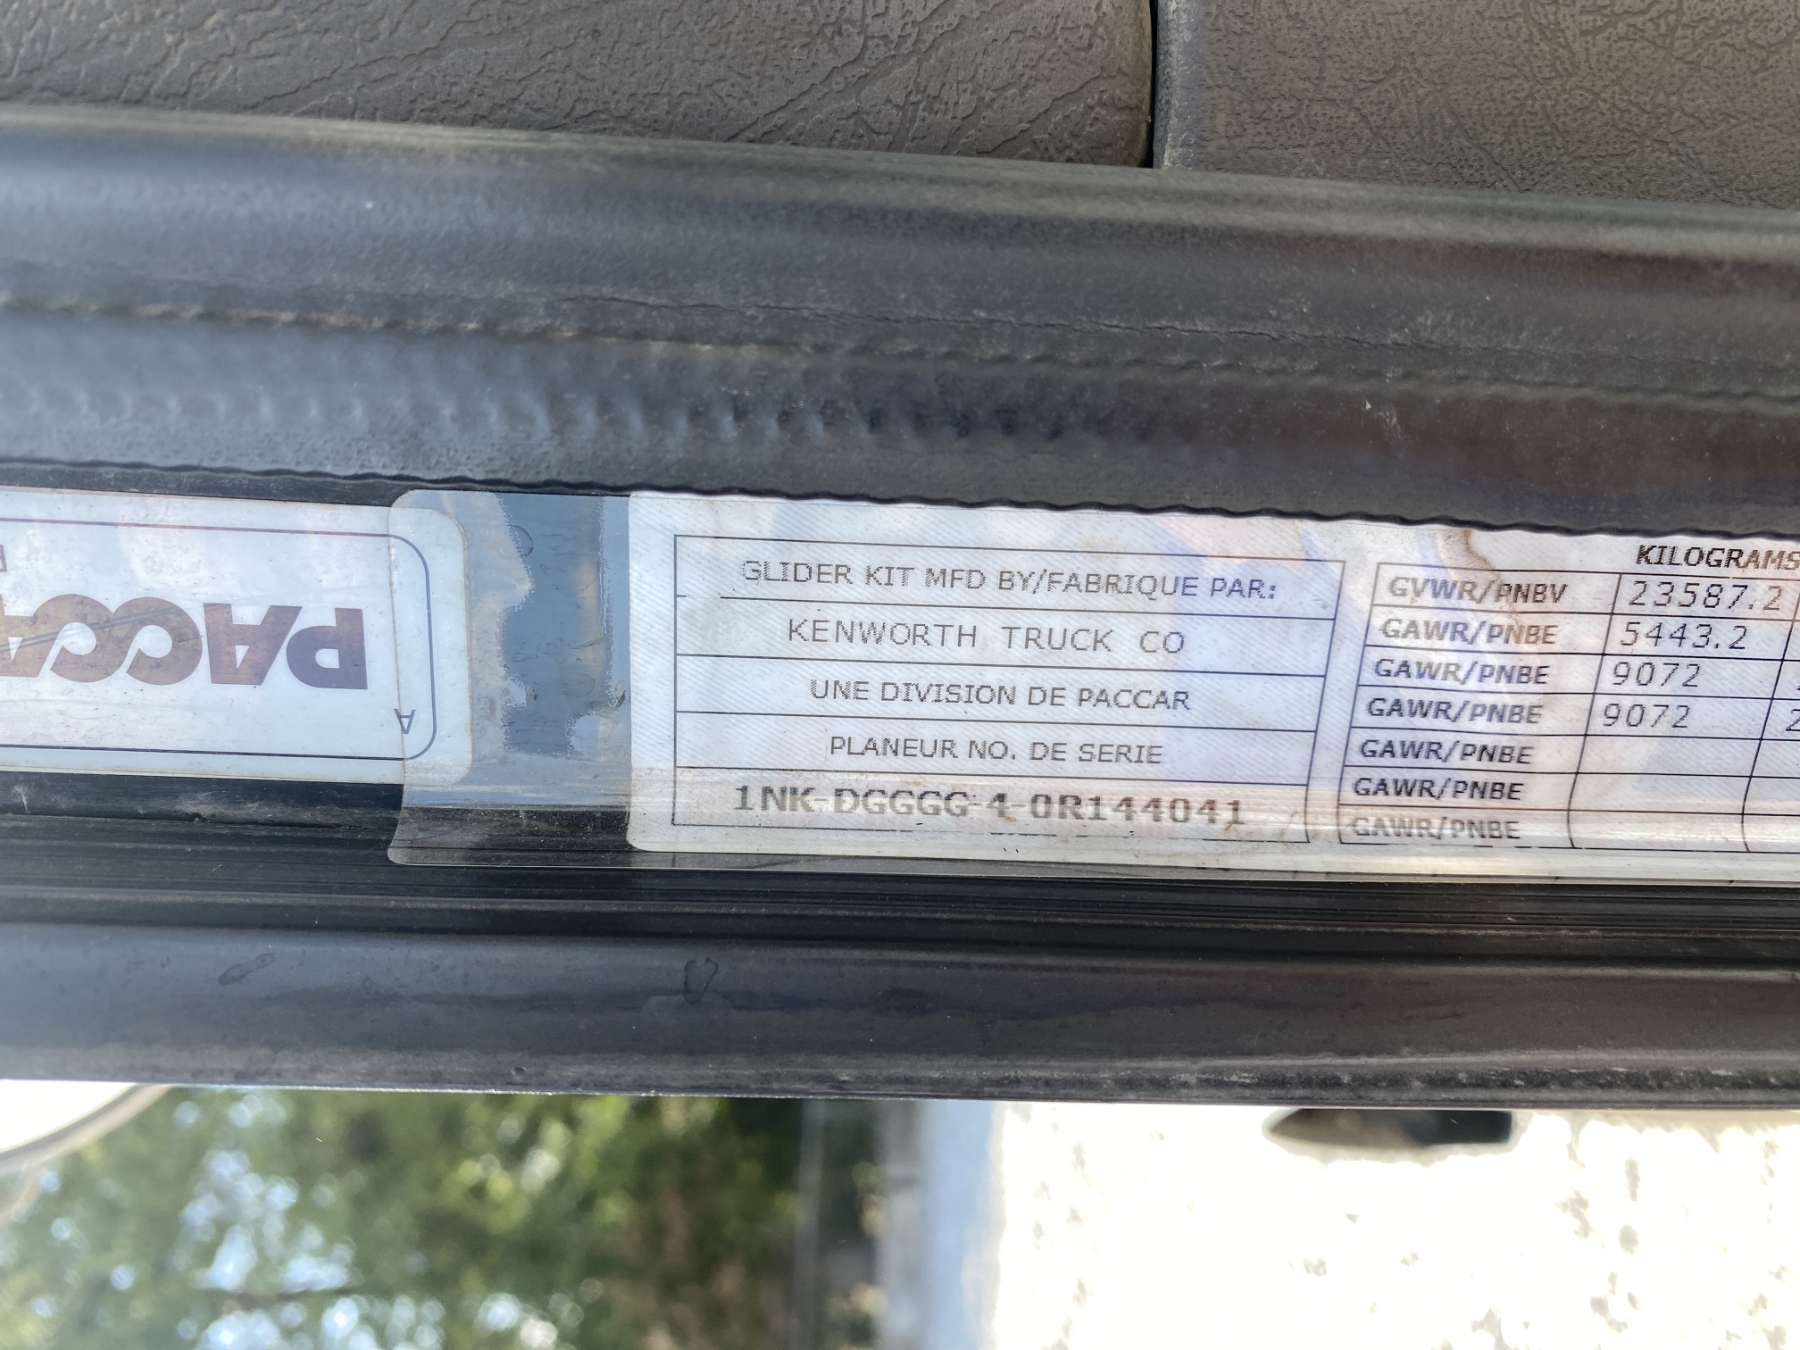 PACCA
A
GLIDER KIT MFD BY/FABRIQUE PAR:
KENWORTH TRUCK CO
UNE DIVISION DE PACCAR
PLANEUR NO. DE SERIE
1NK-DGGGG-4-0R144041
KILOGRAMS
GVWR/PNBV 23587.2
GAWR/PNBE 5443.2
GAWR/PNBE 9072
GAWR/PNBE 9072 2
GAWR/PNBE
GAWR/PNBE
GAWR/PNBE